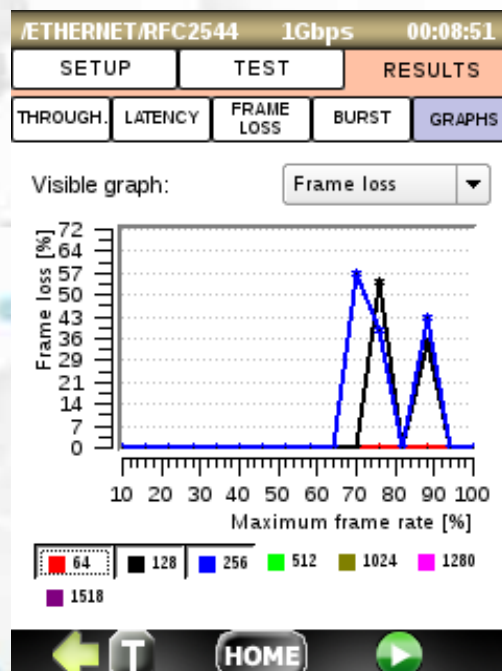 /ETHERNET/RFC2544 1Gbps 00:08:51
SETUP TEST RESULTS
THROUGH. LATENCY FRAME LOSS BURST GRAPHS
Visible graph: Frame loss
Frame loss [%]
72
64
57
50
43
36
29
21
14
7
0
10 20 30 40 50 60 70 80 90 100
Maximum frame rate [%]
64 128 256 512 1024 1280
1518
T HOME